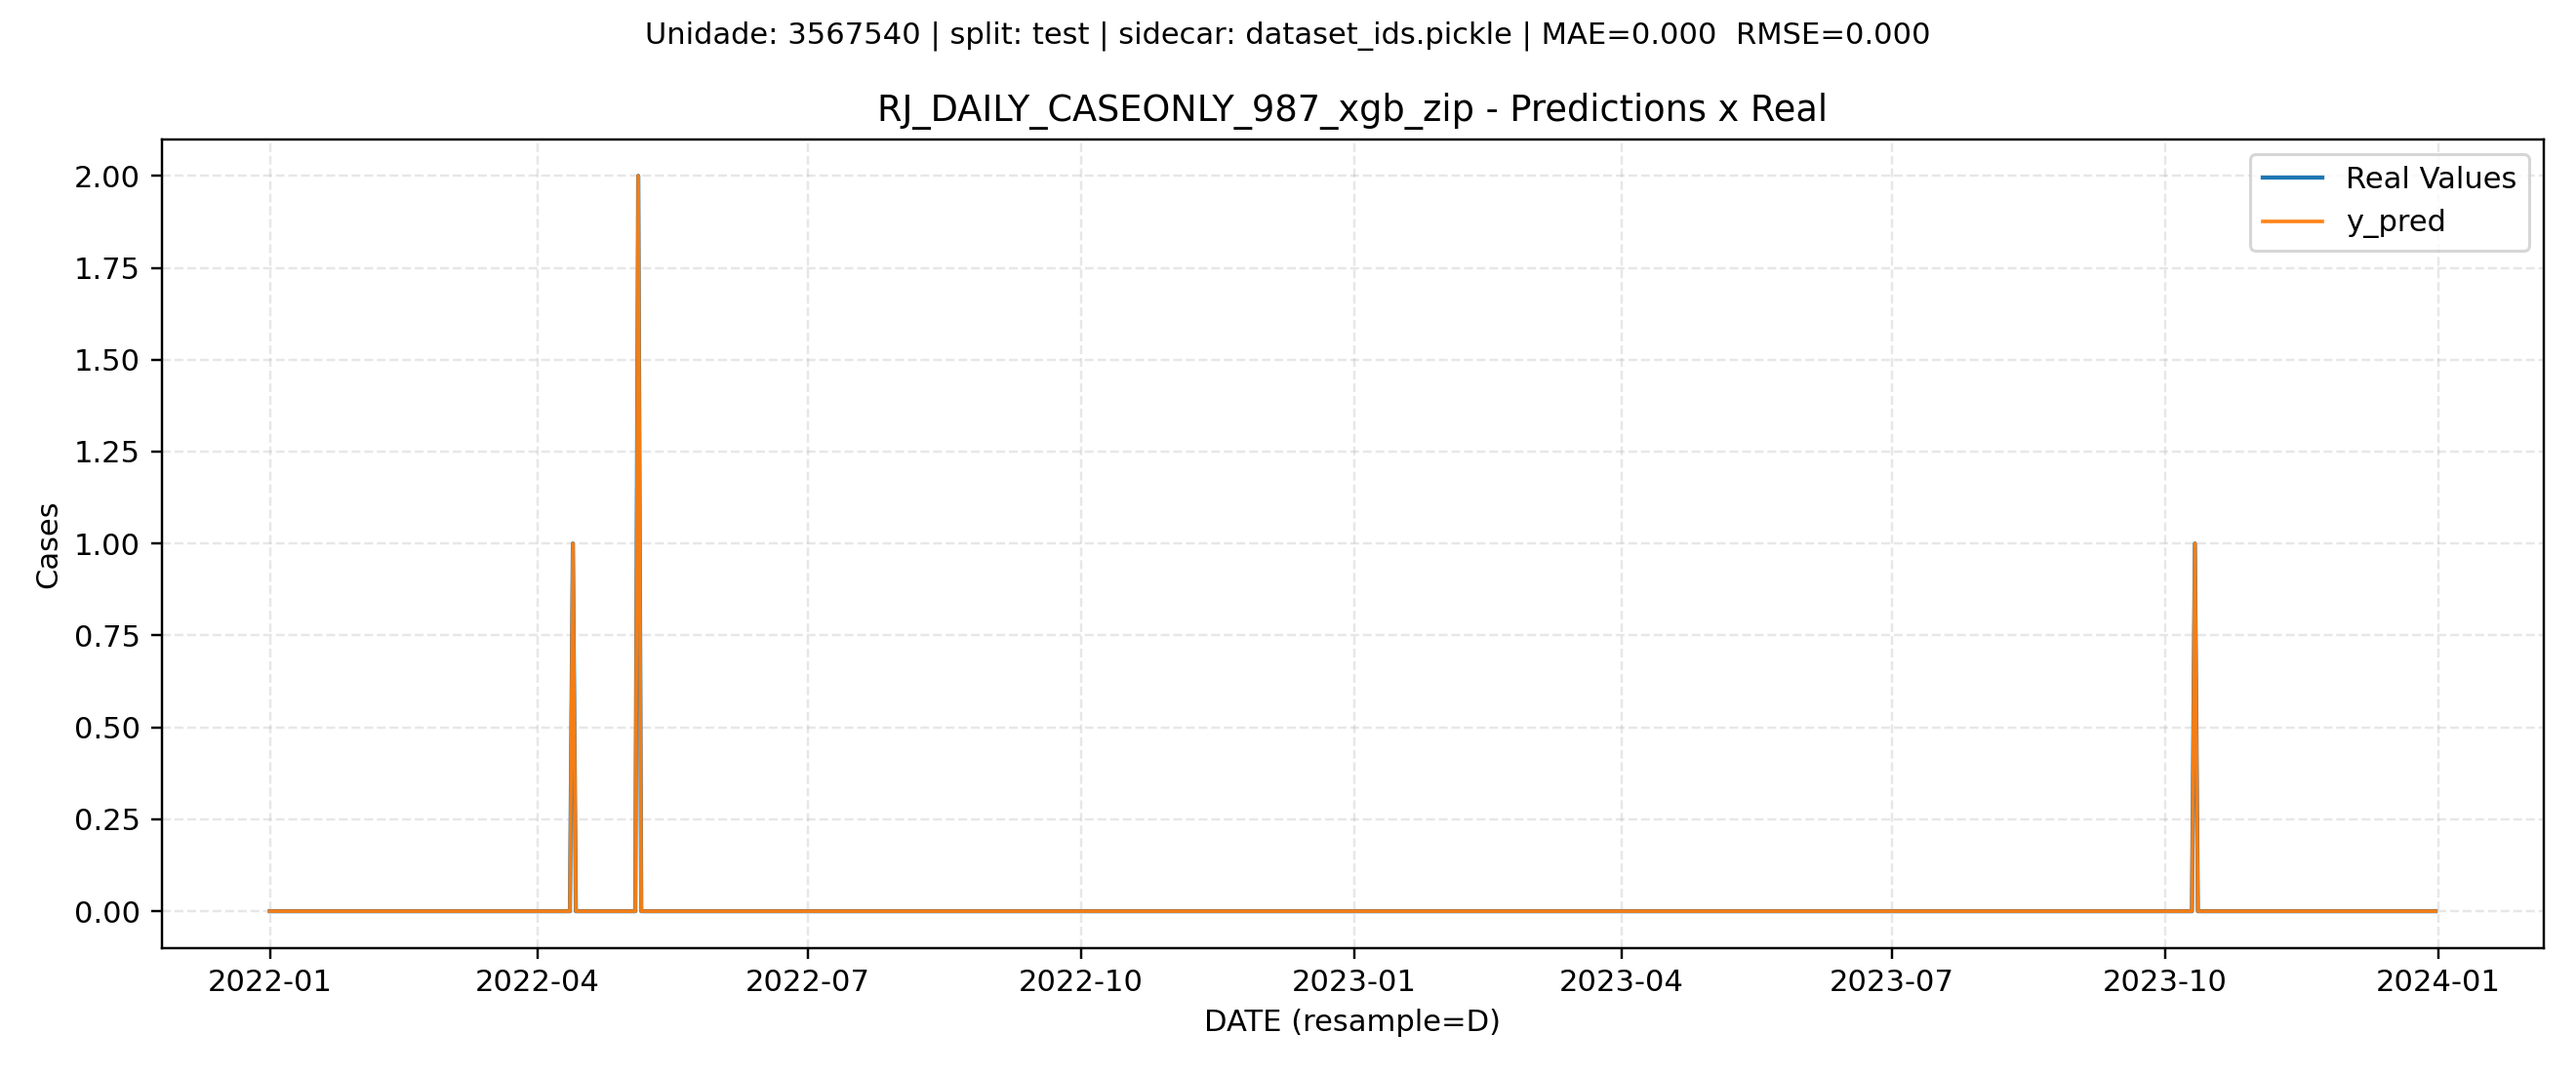 Unidade: 3567540 | split: test | sidecar: dataset_ids.pickle | MAE=0.000  RMSE=0.000
RJ_DAILY_CASEONLY_987_xgb_zip - Predictions x Real
Real Values
y_pred
2.00
1.75
1.50
1.25
1.00
0.75
0.50
0.25
0.00
Cases
2022-01 2022-04 2022-07 2022-10 2023-01 2023-04 2023-07 2023-10 2024-01
DATE (resample=D)